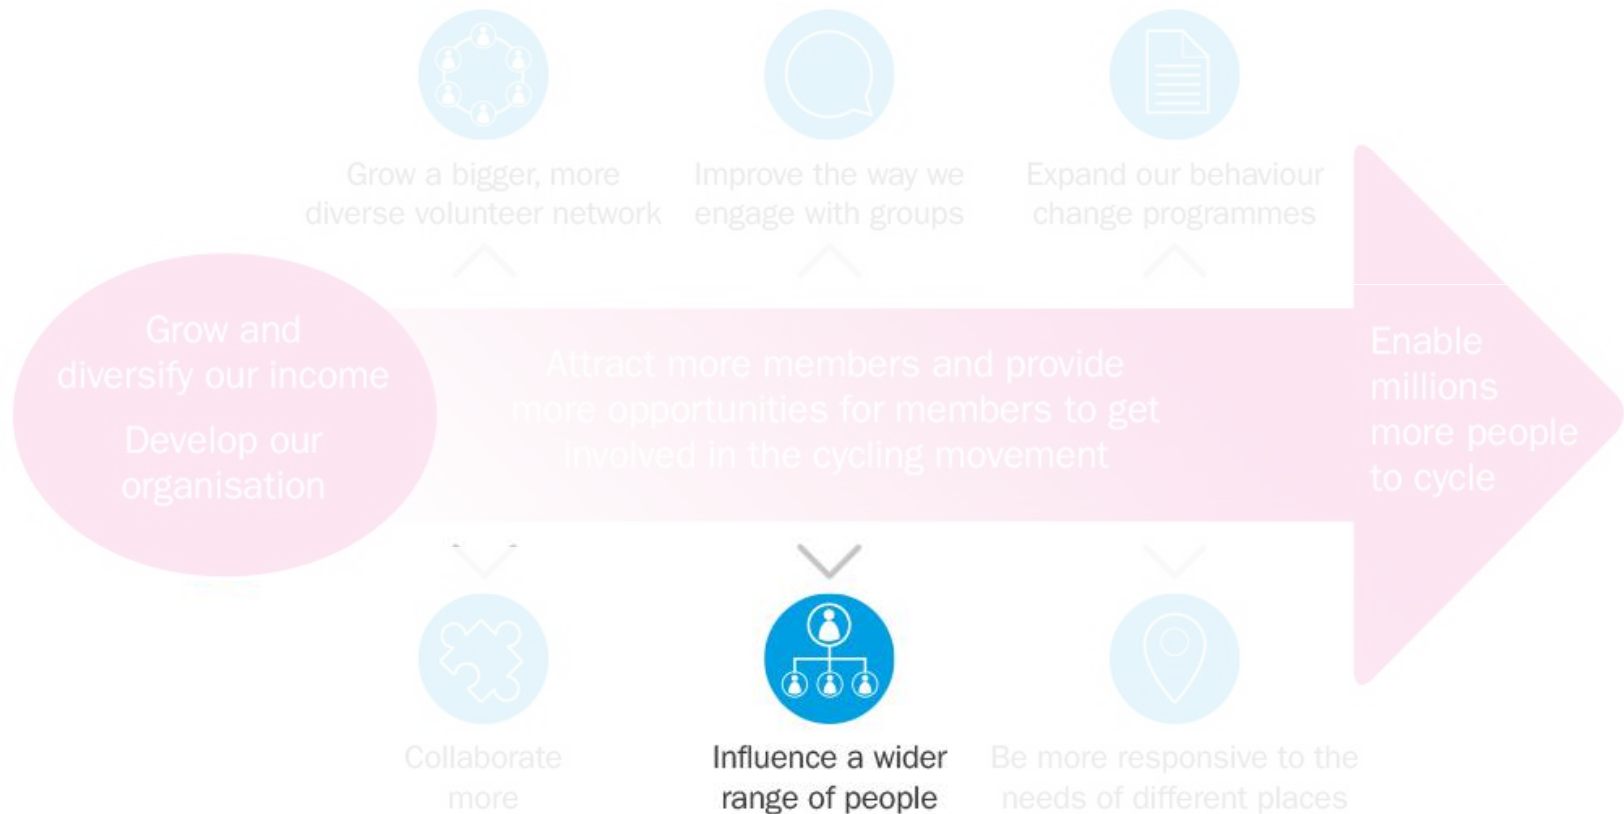 Grow a bigger, more
diverse volunteer network
Improve the way we
engage with groups
Expand our behaviour
change programmes
Grow and
diversify our income
Develop our
organisation
Attract more members and provide
more opportunities for members to get
involved in the cycling movement
Enable
millions
more people
to cycle
Collaborate
more
Influence a wider
range of people
Be more responsive to the
needs of different places